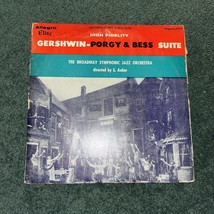 Allegro
Elite
HIGH FIDELITY
GERSHWIN-PORGY & BESS SUITE
THE BROADWAY SYMPHONIC JAZZ ORCHESTRA
directed by L. Anker